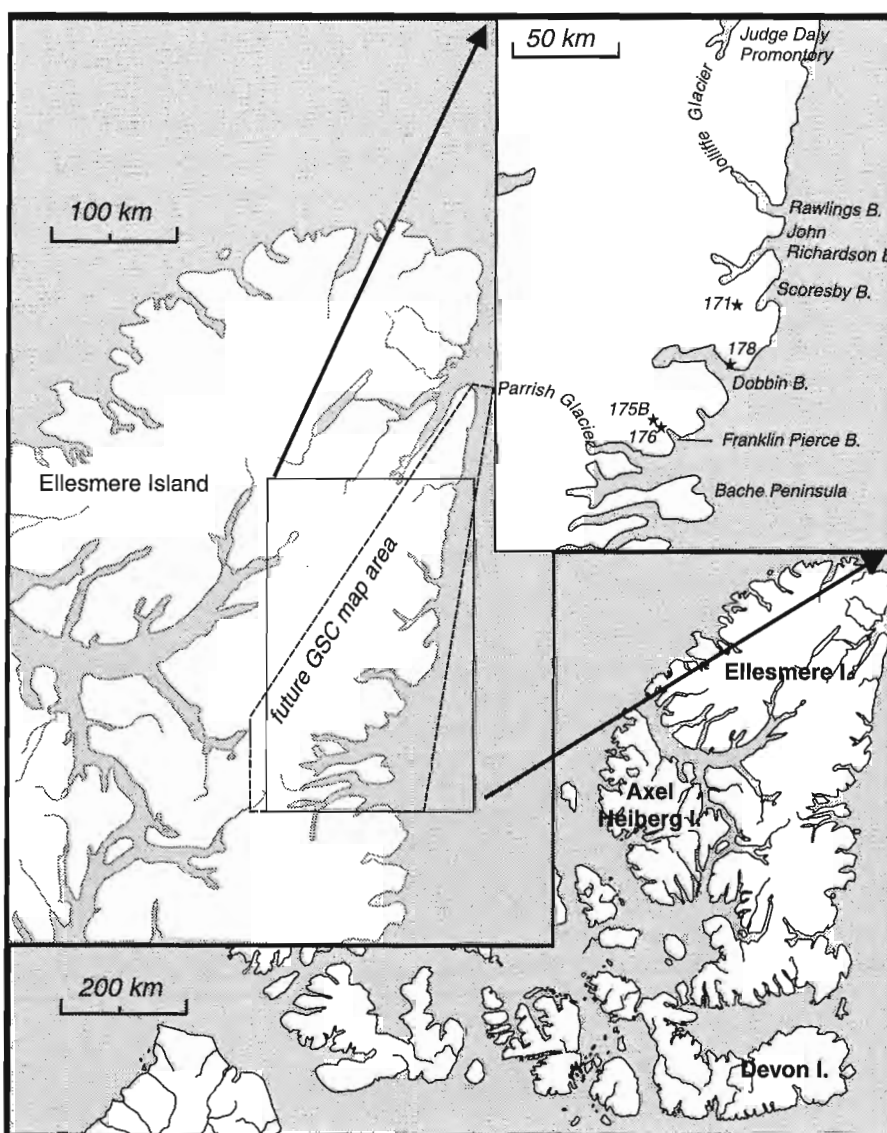 50 km
Judge Daly
Promontory
Jolliffe Glacier
100 km
Rawlings B.
John
Richardson B
Scoresby B.
171
178
Dobbin B.
Parrish Glacier
175B
176
Franklin Pierce B.
Ellesmere Island
Bache Peninsula
future GSC map area
Ellesmere I.
Axel
Heiberg I.
200 km
Devon I.